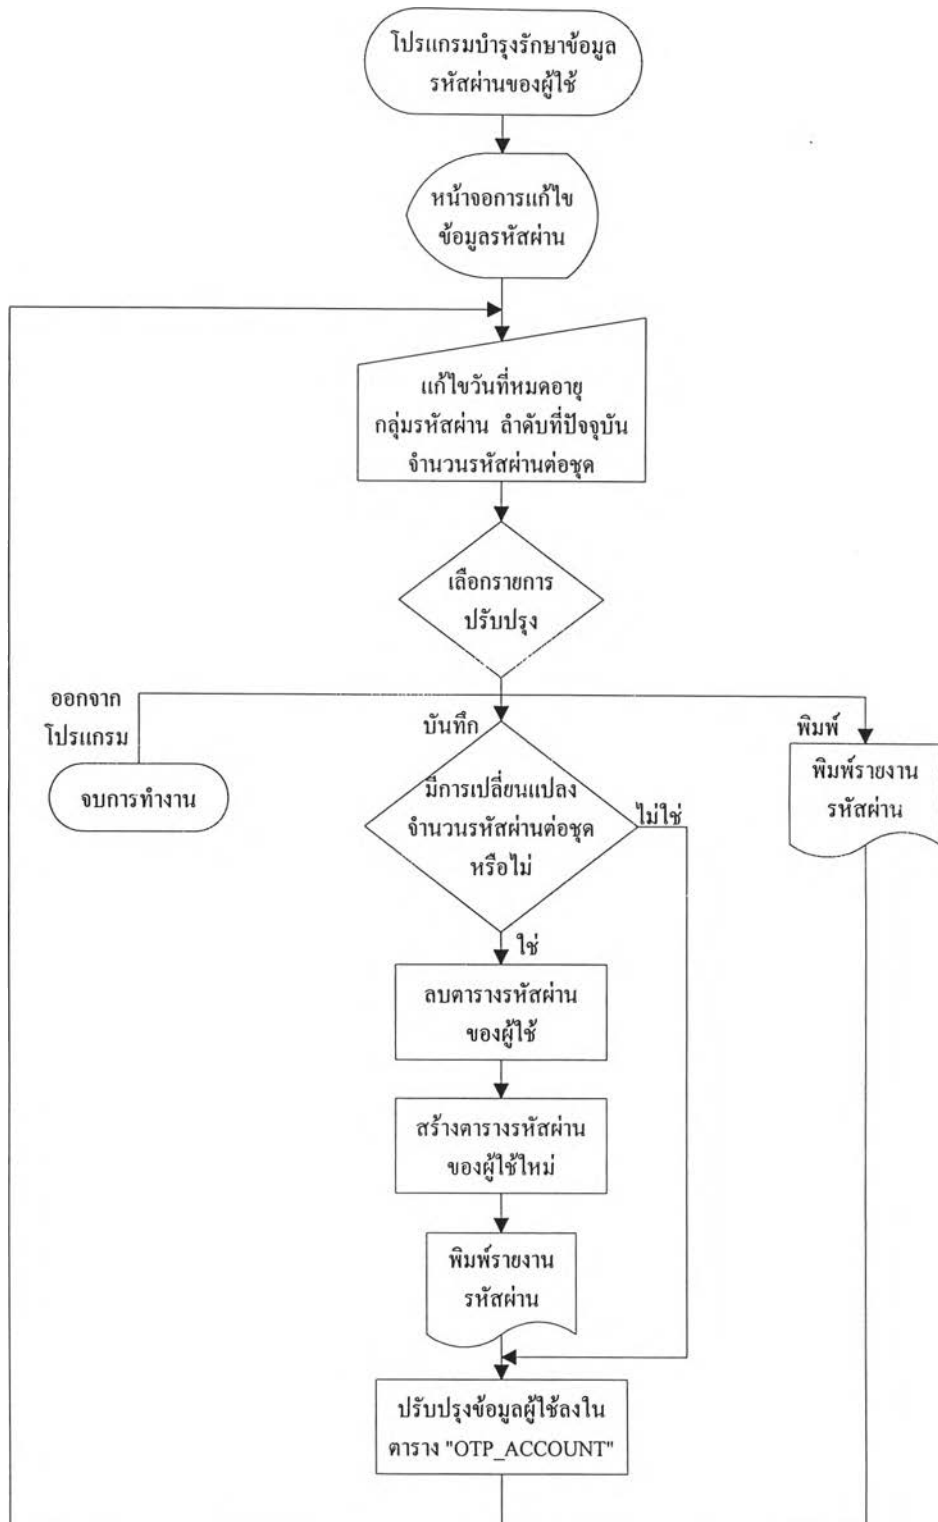 โปรแกรมบำรุงรักษาข้อมูล
รหัสผ่านของผู้ใช้
หน้าจอการแก้ไข
ข้อมูลรหัสผ่าน
แก้ไขวันที่หมดอายุ
กลุ่มรหัสผ่าน ลำดับที่ปัจจุบัน
จำนวนรหัสผ่านต่อชุด
เลือกรายการ
ปรับปรุง
ออกจาก
โปรแกรม
จบการทำงาน
บันทึก
มีการเปลี่ยนแปลง
จำนวนรหัสผ่านต่อชุด
หรือไม่
ไม่ใช่
พิมพ์
พิมพ์รายงาน
รหัสผ่าน
ใช่
ลบตารางรหัสผ่าน
ของผู้ใช้
สร้างตารางรหัสผ่าน
ของผู้ใช้ใหม่
พิมพ์รายงาน
รหัสผ่าน
ปรับปรุงข้อมูลผู้ใช้ลงใน
ตาราง "OTP_ACCOUNT"